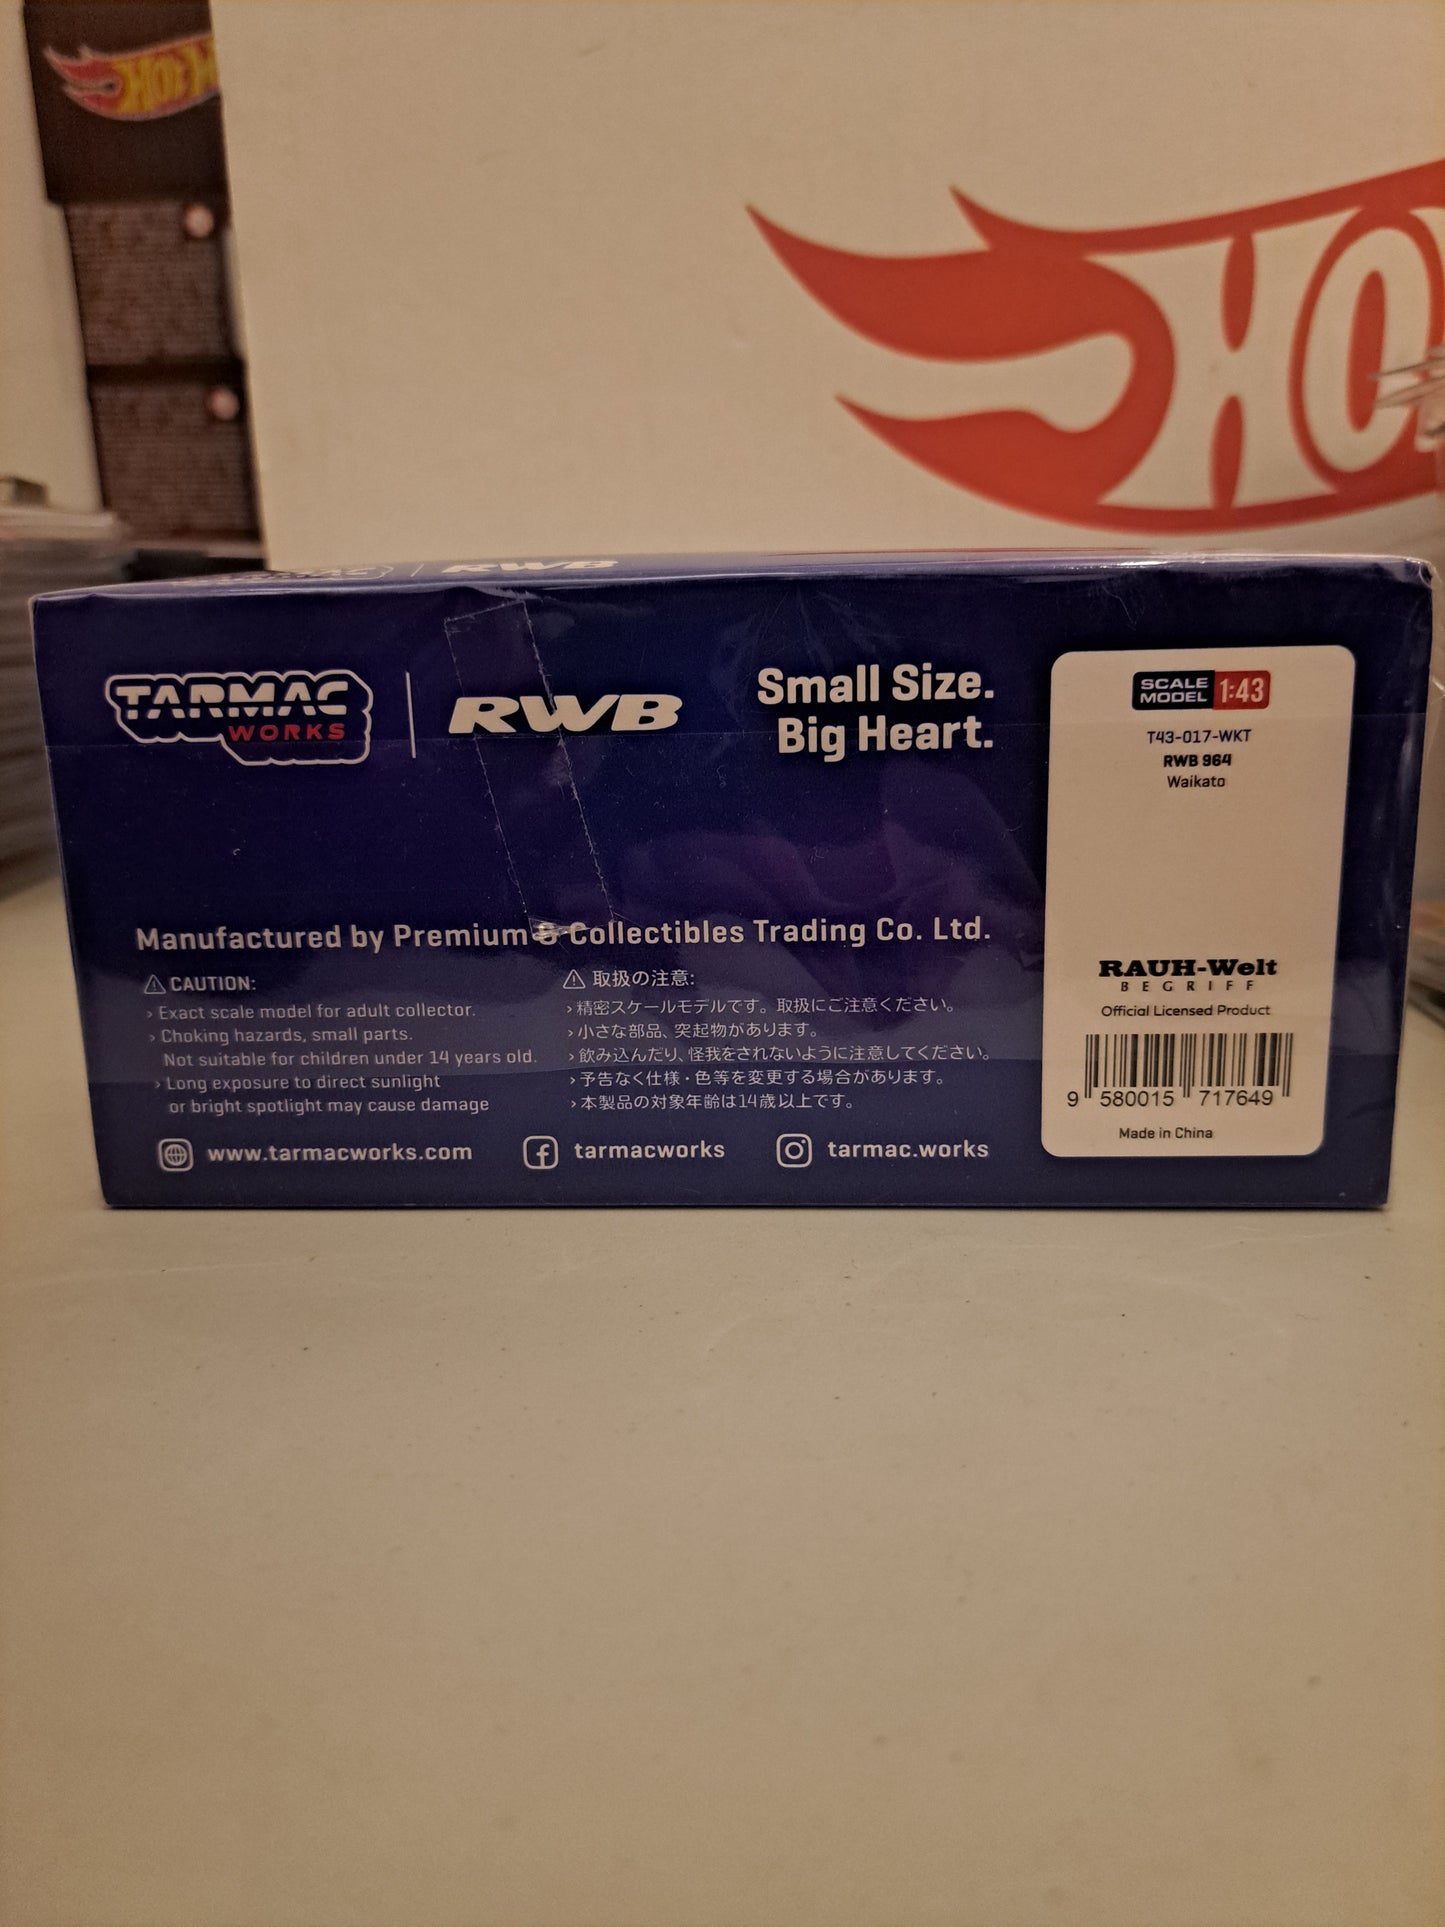 HOT
TARMAC
WORKS
RWB
TARMAC
WORKS
RWB
Small Size.
Big Heart.
Manufactured by Premium & Collectibles Trading Co. Ltd.
CAUTION:
› Exact scale model for adult collector.
› Choking hazards, small parts.
Not suitable for children under 14 years old.
› Long exposure to direct sunlight
or bright spotlight may cause damage
取扱の注意:
› 精密スケールモデルです。取扱にご注意ください。
› 小さな部品、突起物があります。
› 飲み込んだり、怪我をされないように注意してください。
› 予告なく仕様・色等を変更する場合があります。
› 本製品の対象年齢は14歳以上です。
www.tarmacworks.com
tarmacworks
tarmac.works
SCALE
MODEL 1:43
T43-017-WKT
RWB 964
Waikato
RAUH-Welt
BEGRIFF
Official Licensed Product
9 580015 717649
Made in China